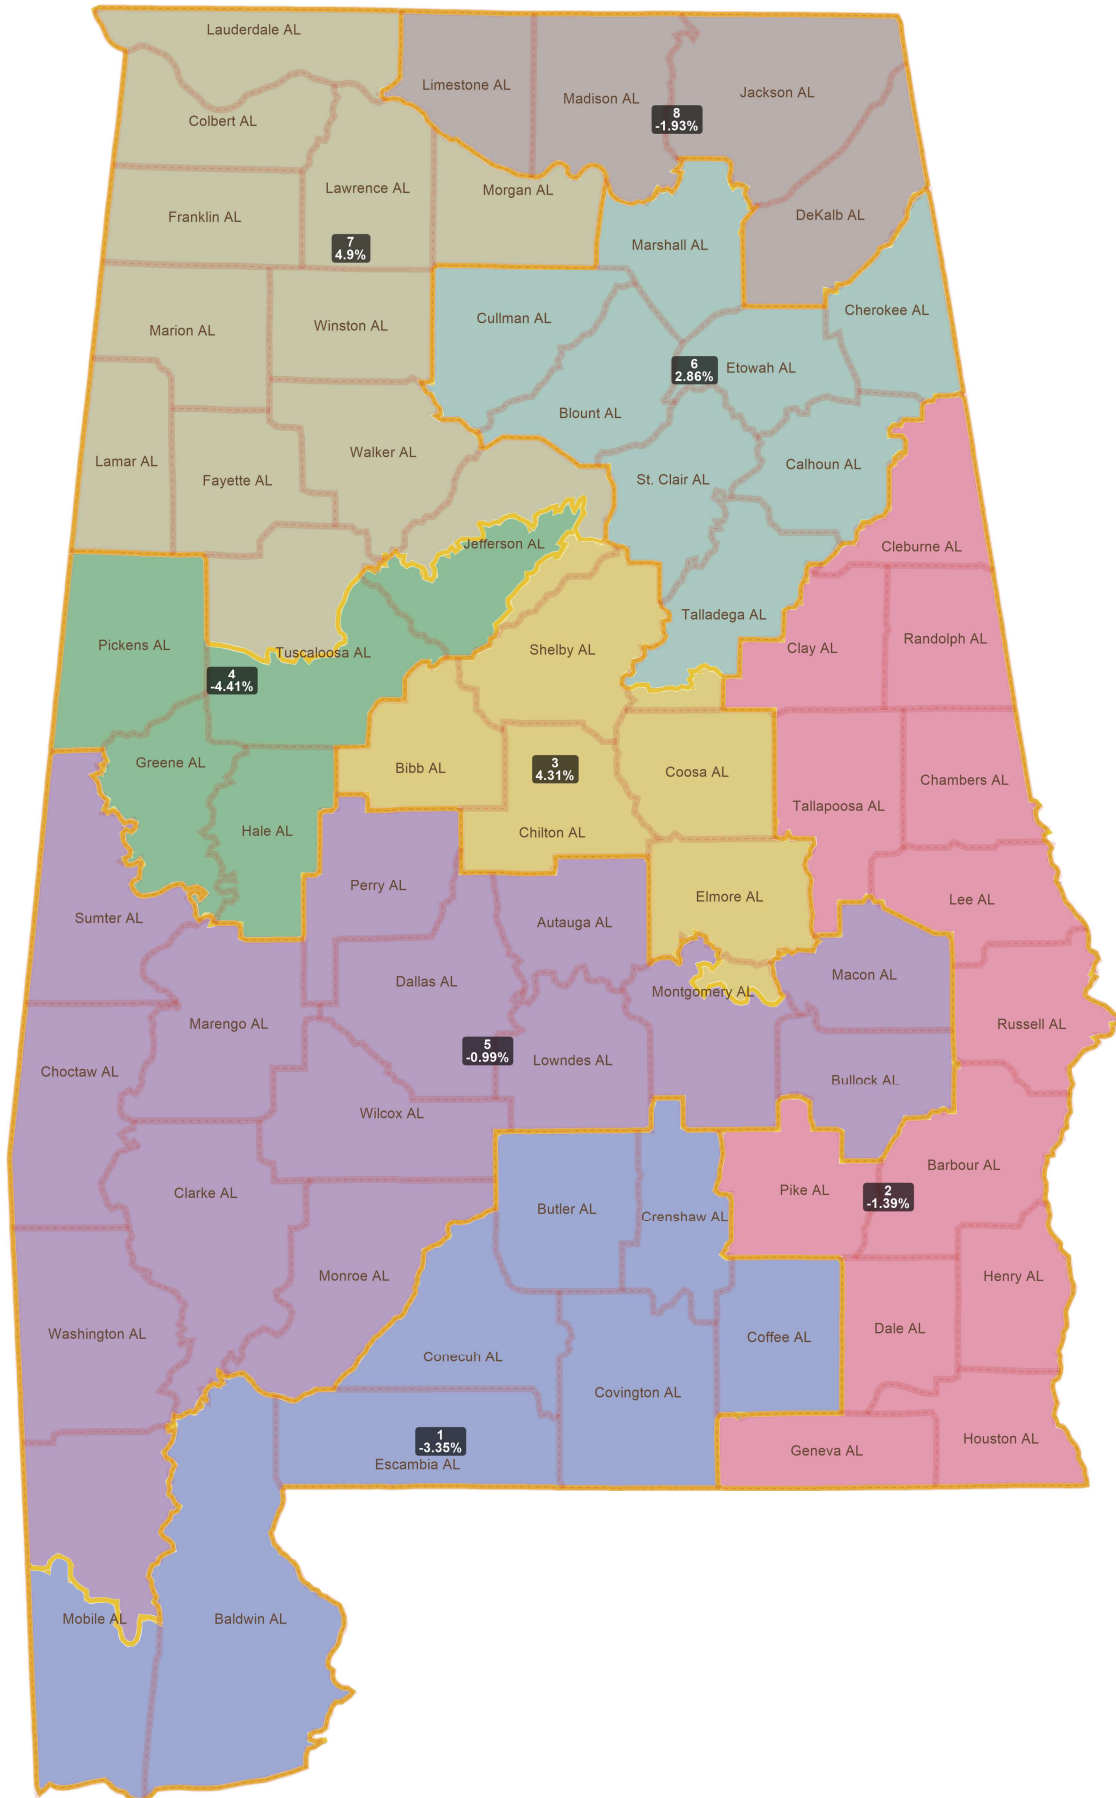 Lauderdale AL
Limestone AL
Madison AL
Jackson AL
8
-1.93%
Colbert AL
Lawrence AL
Morgan AL
Franklin AL
DeKalb AL
7
4.9%
Marshall AL
Marion AL
Winston AL
Cullman AL
Cherokee AL
6
2.86%
Etowah AL
Blount AL
Lamar AL
Fayette AL
Walker AL
St. Clair AL
Calhoun AL
Jefferson AL
Cleburne AL
Talladega AL
Pickens AL
Tuscaloosa AL
Shelby AL
Clay AL
Randolph AL
4
-4.41%
Greene AL
Bibb AL
3
4.31%
Coosa AL
Chambers AL
Tallapoosa AL
Hale AL
Chilton AL
Perry AL
Elmore AL
Lee AL
Sumter AL
Autauga AL
Dallas AL
Montgomery AL
Macon AL
Marengo AL
Russell AL
5
-0.99%
Choctaw AL
Lowndes AL
Bullock AL
Wilcox AL
Clarke AL
Butler AL
Crenshaw AL
Pike AL
2
-1.39%
Barbour AL
Monroe AL
Henry AL
Washington AL
Conecuh AL
Coffee AL
Dale AL
Covington AL
1
-3.35%
Escambia AL
Geneva AL
Houston AL
Mobile AL
Baldwin AL